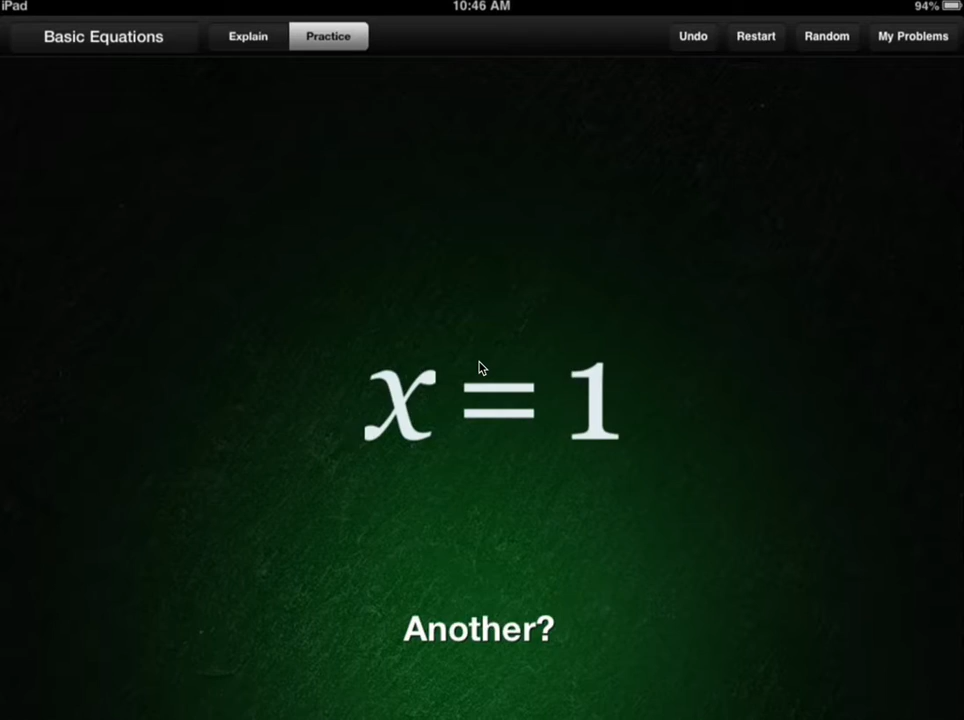 iPad 10:46 AM 94%
Basic Equations Explain Practice Undo Restart Random My Problems
x = 1
Another?